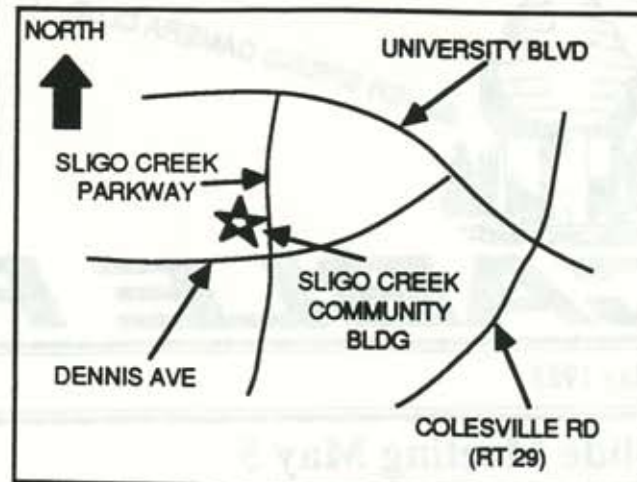 NORTH
UNIVERSITY BLVD
SLIGO CREEK
PARKWAY
SLIGO CREEK
COMMUNITY
BLDG
DENNIS AVE
COLESVILLE RD
(RT 29)